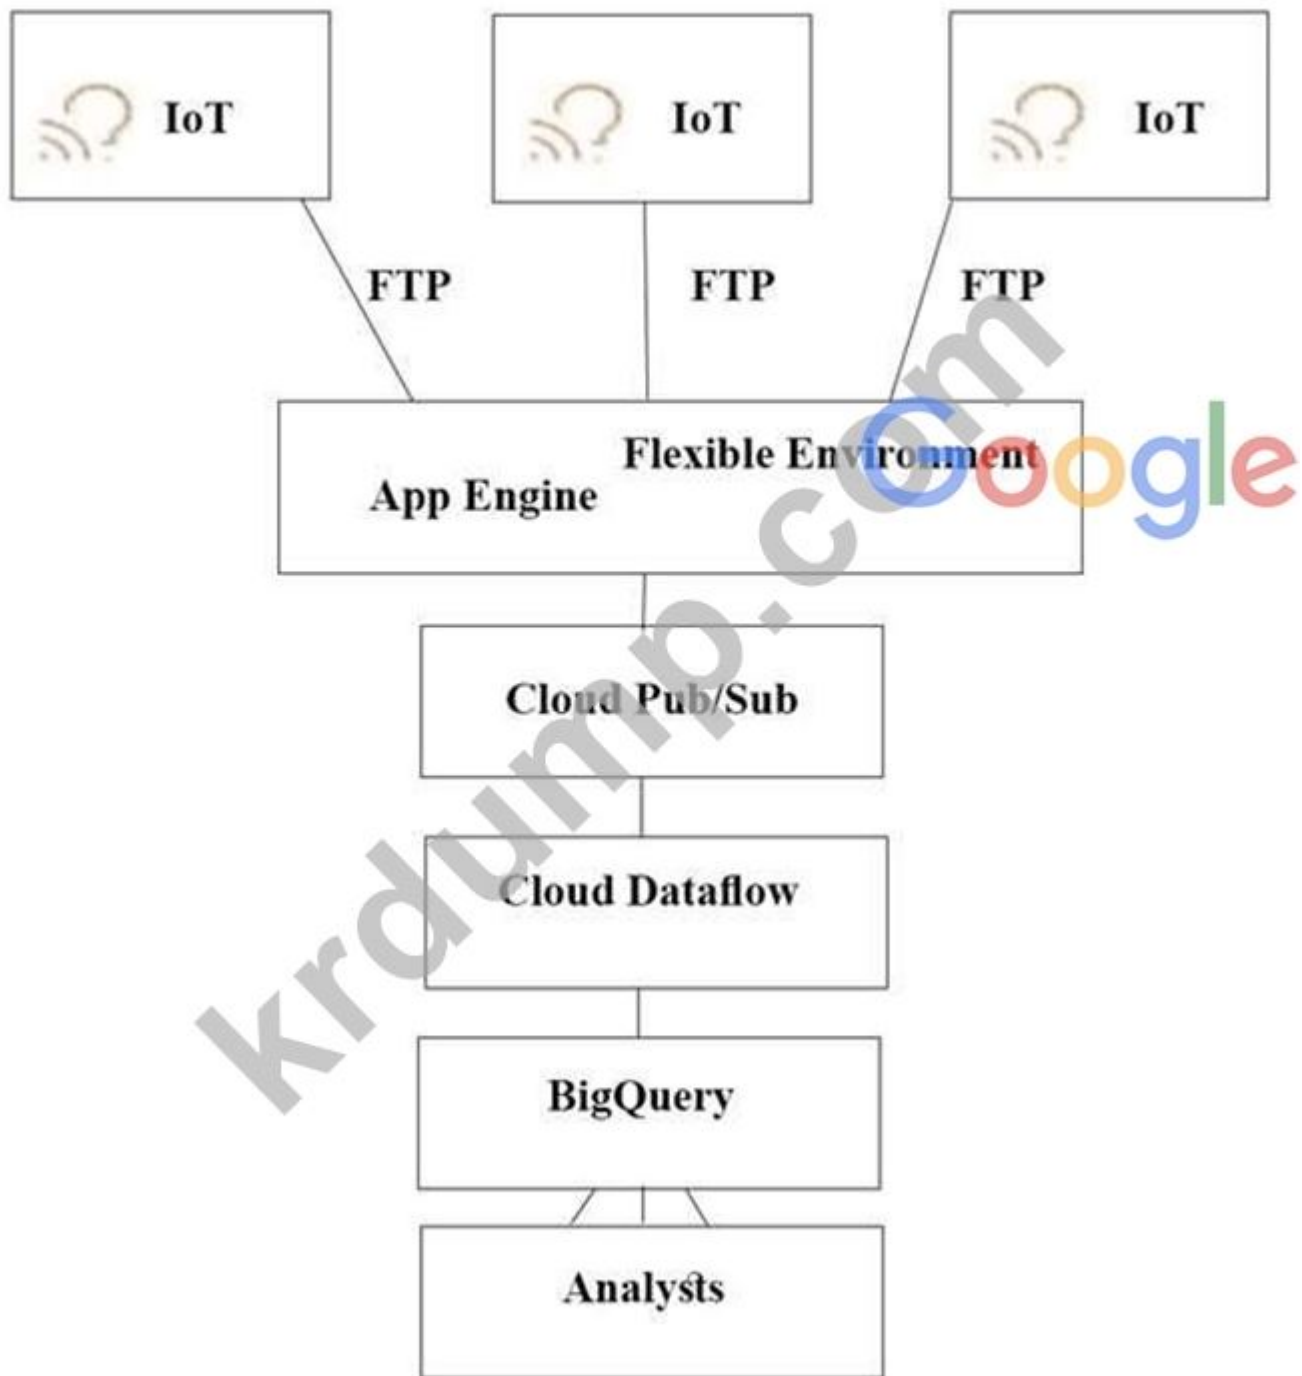 IoT
IoT
IoT
FTP
FTP
FTP
Flexible Environment
App Engine
Google
Cloud Pub/Sub
Cloud Dataflow
BigQuery
Analysts
krdump.com